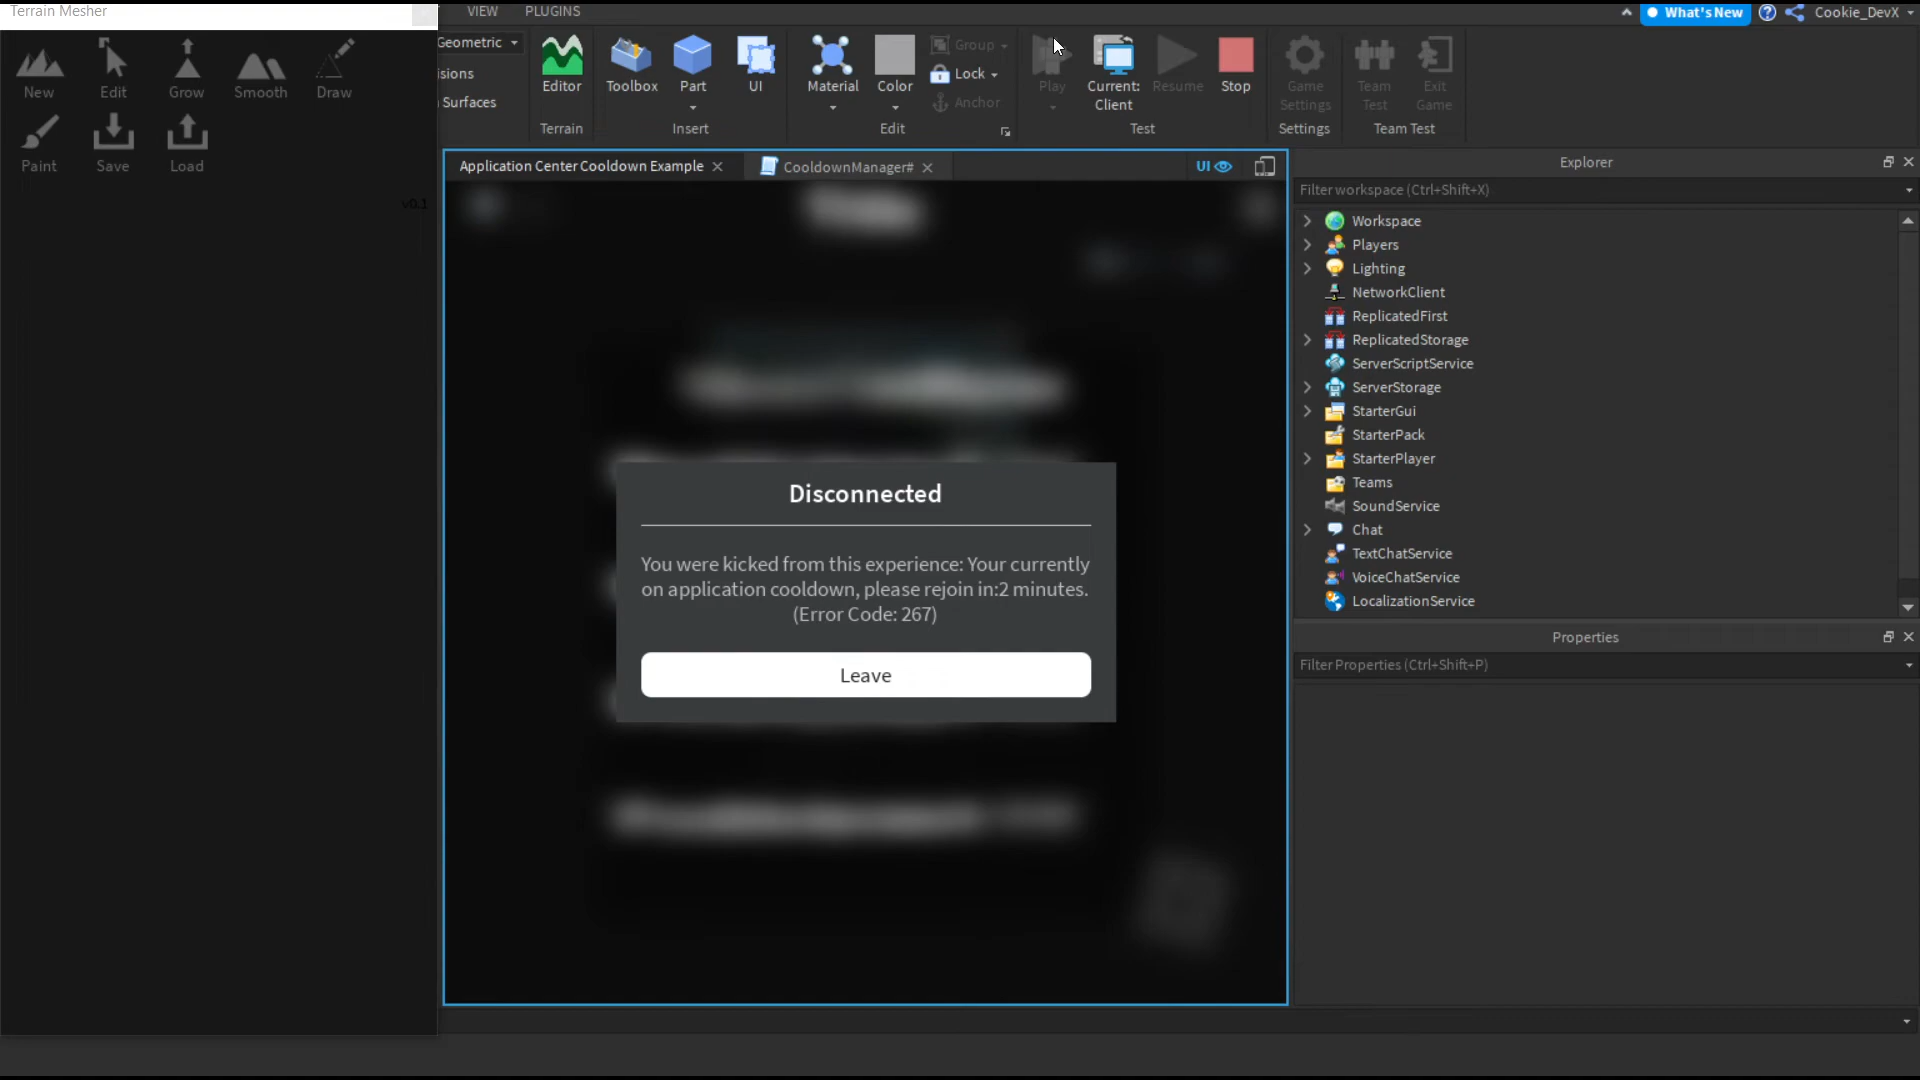 Terrain Mesher
VIEW PLUGINS
What's New
Cookie_DevX
New Edit Grow Smooth Draw
Paint Save Load
v0.1
Geometric
isions
Surfaces
Editor
Terrain
Toolbox Part UI
Insert
Material Color
Group
Lock
Anchor
Edit
Play
Current:
Client
Resume Stop
Test
Game
Settings
Settings
Team
Test
Exit
Game
Team Test
Application Center Cooldown Example
CooldownManager#
UI
Disconnected
You were kicked from this experience: Your currently
on application cooldown, please rejoin in:2 minutes.
(Error Code: 267)
Leave
Explorer
Filter workspace (Ctrl+Shift+X)
Workspace
Players
Lighting
NetworkClient
ReplicatedFirst
ReplicatedStorage
ServerScriptService
ServerStorage
StarterGui
StarterPack
StarterPlayer
Teams
SoundService
Chat
TextChatService
VoiceChatService
LocalizationService
Properties
Filter Properties (Ctrl+Shift+P)